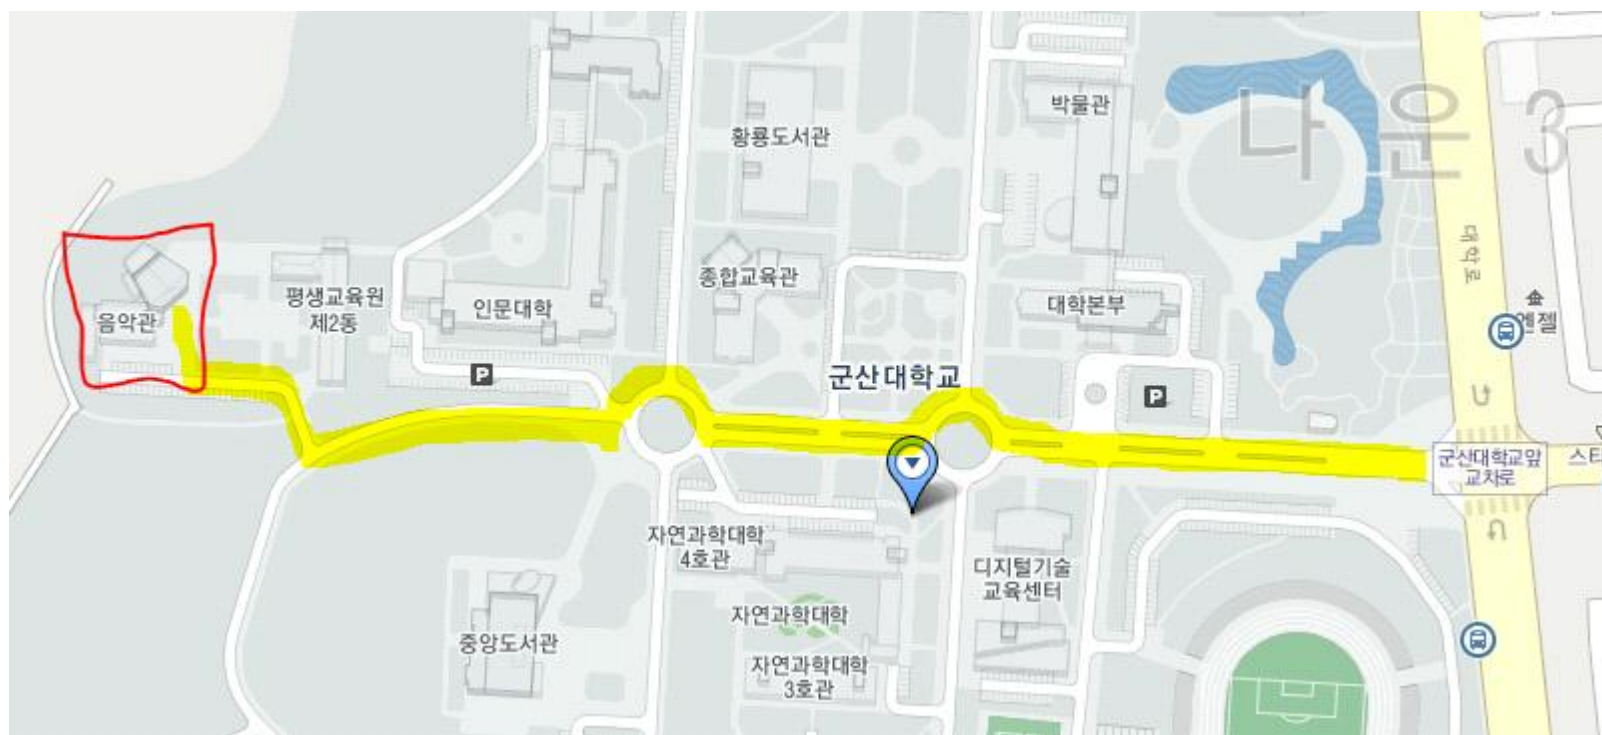 박물관
나 운 3
황룡도서관
대학로
종합교육관
평생교육원
제2동
인문대학
대학본부
음악관
엔젤
P
군산대학교
P
군산대학교앞
교차로
스타
자연과학대학
4호관
디지털기술
교육센터
자연과학대학
중앙도서관
자연과학대학
3호관